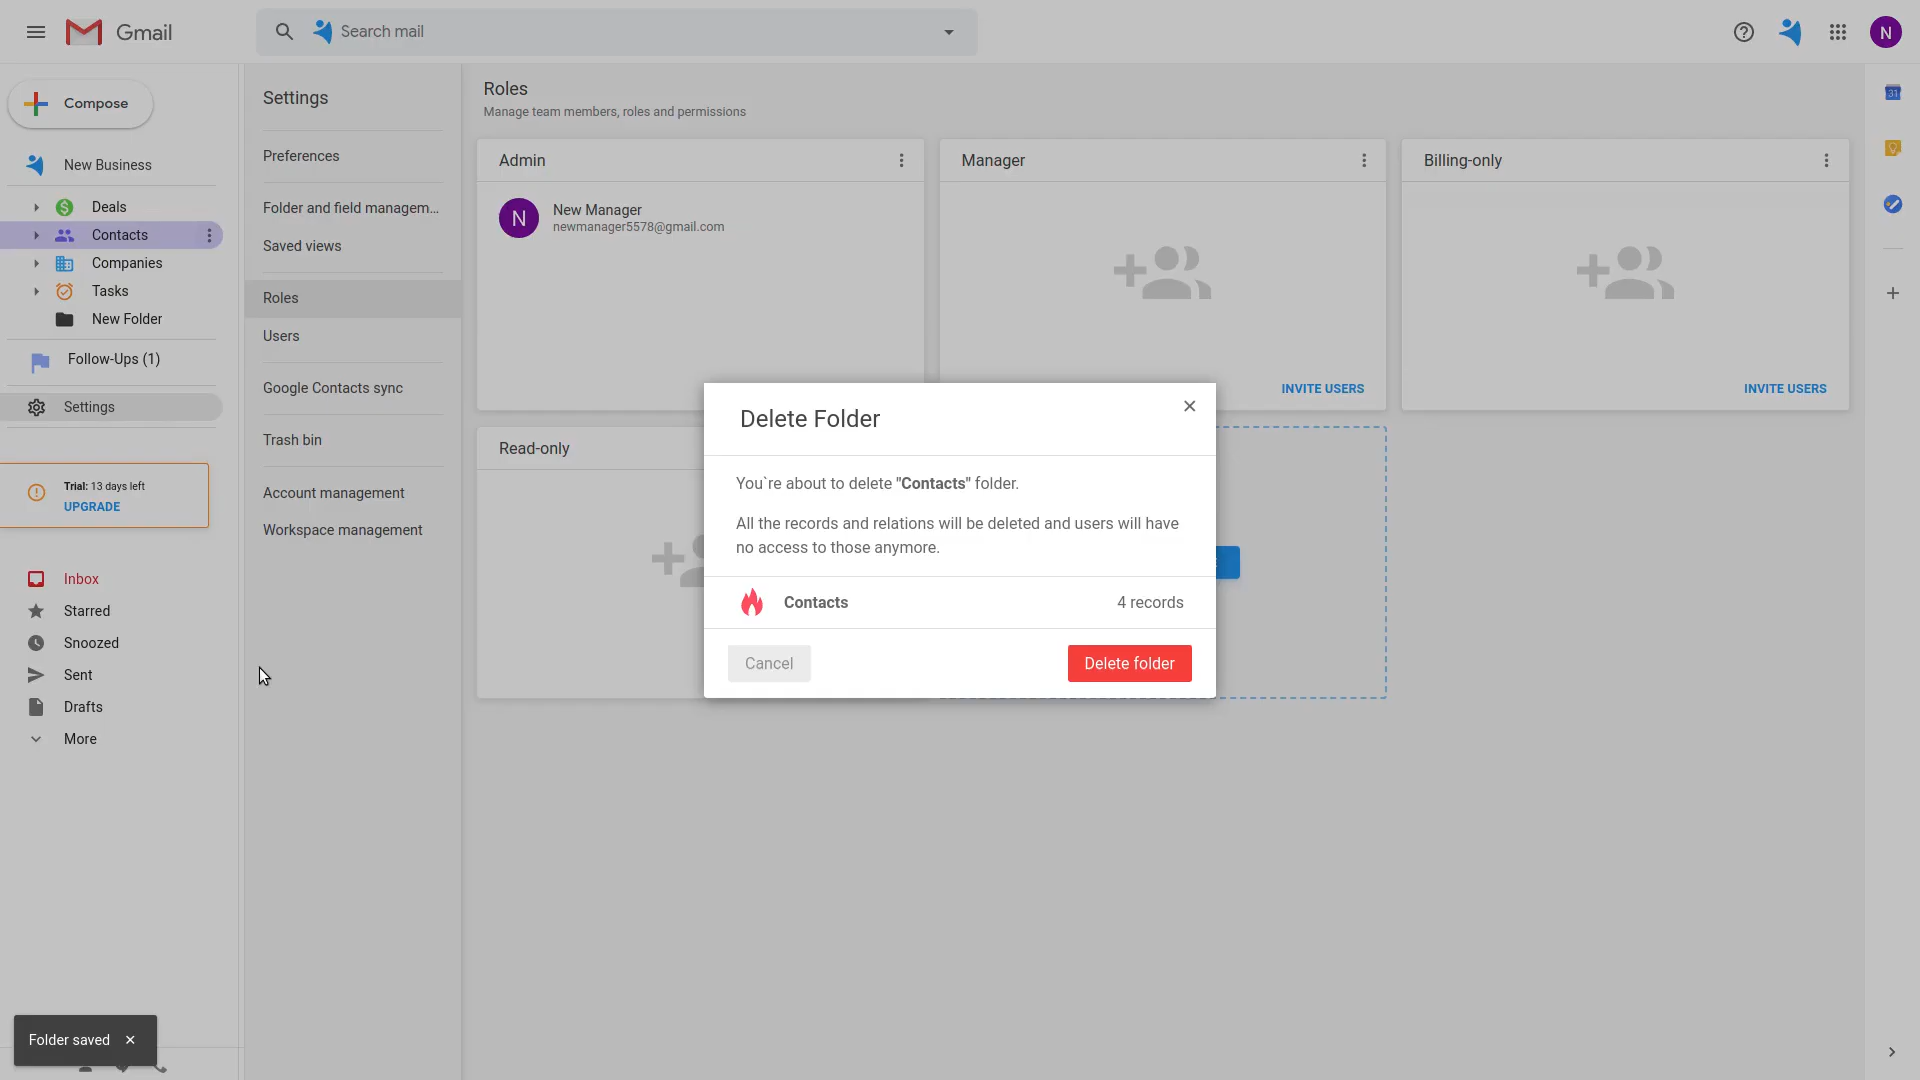 Gmail
Search mail
N
Compose
New Business
Deals
Contacts
Companies
Tasks
New Folder
Follow-Ups (1)
Settings
Trial: 13 days left
UPGRADE
Inbox
Starred
Snoozed
Sent
Drafts
More
Folder saved
Settings
Preferences
Folder and field managem...
Saved views
Roles
Users
Google Contacts sync
Trash bin
Account management
Workspace management
Roles
Manage team members, roles and permissions
Admin
N
New Manager
newmanager5578@gmail.com
Manager
INVITE USERS
Billing-only
INVITE USERS
Read-only
Delete Folder
You`re about to delete "Contacts" folder.
All the records and relations will be deleted and users will have
no access to those anymore.
Contacts
4 records
Cancel
Delete folder
31